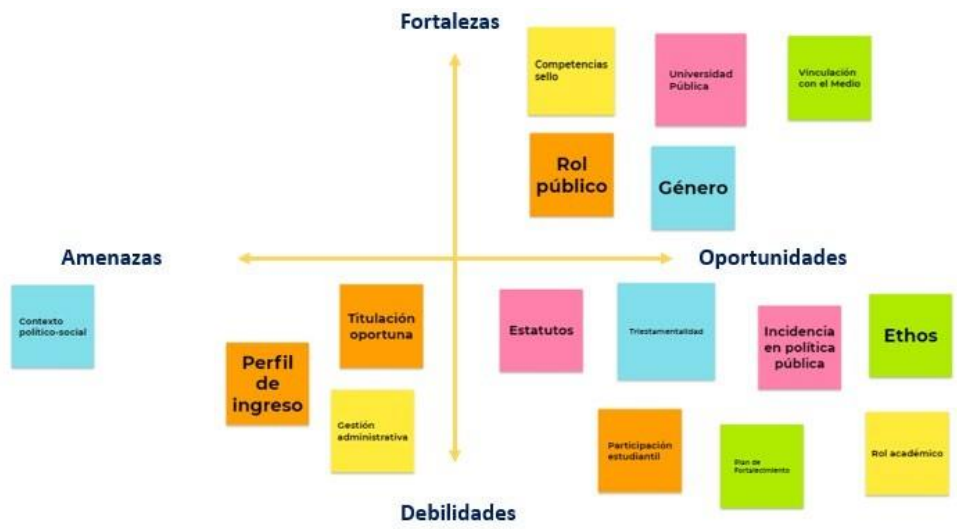 Fortalezas
Competencias
sello
Universidad
Pública
Vinculación
con el Medio
Rol
público
Género
Amenazas
Oportunidades
Contexto
político-social
Titulación
oportuna
Perfil
de
ingreso
Gestión
administrativa
Estatutos
Triestamentalidad
Incidencia
en política
pública
Ethos
Participación
estudiantil
Plan de
Fortalecimiento
Rol académico
Debilidades